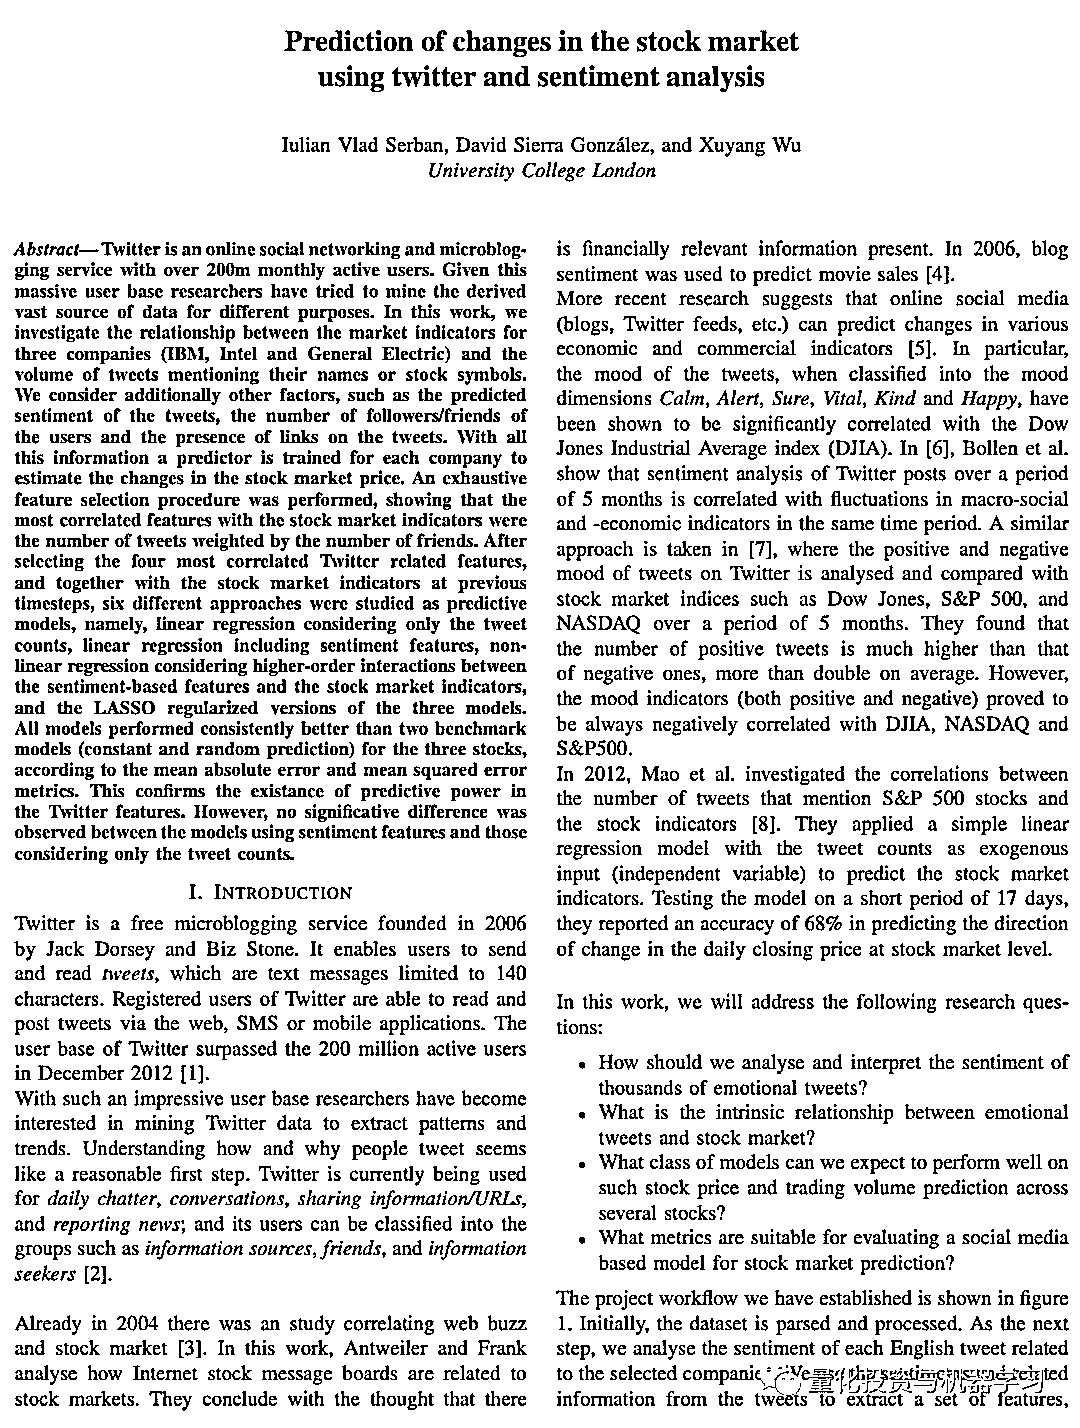 Prediction of changes in the stock market
using twitter and sentiment analysis
Iulian Vlad Serban, David Sierra González, and Xuyang Wu
University College London
Abstract—Twitter is an online social networking and microblog-
ging service with over 200m monthly active users. Given this
massive user base researchers have tried to mine the derived
vast source of data for different purposes. In this work, we
investigate the relationship between the market indicators for
three companies (IBM, Intel and General Electric) and the
volume of tweets mentioning their names or stock symbols.
We consider additionally other factors, such as the predicted
sentiment of the tweets, the number of followers/friends of
the users and the presence of links on the tweets. With all
this information a predictor is trained for each company to
estimate the changes in the stock market price. An exhaustive
feature selection procedure was performed, showing that the
most correlated features with the stock market indicators were
the number of tweets weighted by the number of friends. After
selecting the four most correlated Twitter related features,
and together with the stock market indicators at previous
timesteps, six different approaches were studied as predictive
models, namely, linear regression considering only the tweet
counts, linear regression including sentiment features, non-
linear regression considering higher-order interactions between
the sentiment-based features and the stock market indicators,
and the LASSO regularized versions of the three models.
All models performed consistently better than two benchmark
models (constant and random prediction) for the three stocks,
according to the mean absolute error and mean squared error
metrics. This confirms the existance of predictive power in
the Twitter features. However, no significative difference was
observed between the models using sentiment features and those
considering only the tweet counts.
I. INTRODUCTION
Twitter is a free microblogging service founded in 2006
by Jack Dorsey and Biz Stone. It enables users to send
and read tweets, which are text messages limited to 140
characters. Registered users of Twitter are able to read and
post tweets via the web, SMS or mobile applications. The
user base of Twitter surpassed the 200 million active users
in December 2012 [1].
With such an impressive user base researchers have become
interested in mining Twitter data to extract patterns and
trends. Understanding how and why people tweet seems
like a reasonable first step. Twitter is currently being used
for daily chatter, conversations, sharing information/URLs,
and reporting news; and its users can be classified into the
groups such as information sources, friends, and information
seekers [2].
Already in 2004 there was an study correlating web buzz
and stock market [3]. In this work, Antweiler and Frank
analyse how Internet stock message boards are related to
stock markets. They conclude with the thought that there
is financially relevant information present. In 2006, blog
sentiment was used to predict movie sales [4].
More recent research suggests that online social media
(blogs, Twitter feeds, etc.) can predict changes in various
economic and commercial indicators [5]. In particular,
the mood of the tweets, when classified into the mood
dimensions Calm, Alert, Sure, Vital, Kind and Happy, have
been shown to be significantly correlated with the Dow
Jones Industrial Average index (DJIA). In [6], Bollen et al.
show that sentiment analysis of Twitter posts over a period
of 5 months is correlated with fluctuations in macro-social
and -economic indicators in the same time period. A similar
approach is taken in [7], where the positive and negative
mood of tweets on Twitter is analysed and compared with
stock market indices such as Dow Jones, S&P 500, and
NASDAQ over a period of 5 months. They found that
the number of positive tweets is much higher than that
of negative ones, more than double on average. However,
the mood indicators (both positive and negative) proved to
be always negatively correlated with DJIA, NASDAQ and
S&P500.
In 2012, Mao et al. investigated the correlations between
the number of tweets that mention S&P 500 stocks and
the stock indicators [8]. They applied a simple linear
regression model with the tweet counts as exogenous
input (independent variable) to predict the stock market
indicators. Testing the model on a short period of 17 days,
they reported an accuracy of 68% in predicting the direction
of change in the daily closing price at stock market level.
In this work, we will address the following research ques-
tions:
• How should we analyse and interpret the sentiment of
thousands of emotional tweets?
• What is the intrinsic relationship between emotional
tweets and stock market?
• What class of models can we expect to perform well on
such stock price and trading volume prediction across
several stocks?
• What metrics are suitable for evaluating a social media
based model for stock market prediction?
The project workflow we have established is shown in figure
1. Initially, the dataset is parsed and processed. As the next
step, we analyse the sentiment of each English tweet related
to the selected
information from the tweets to extract a set of features,
量化投资与机器学习